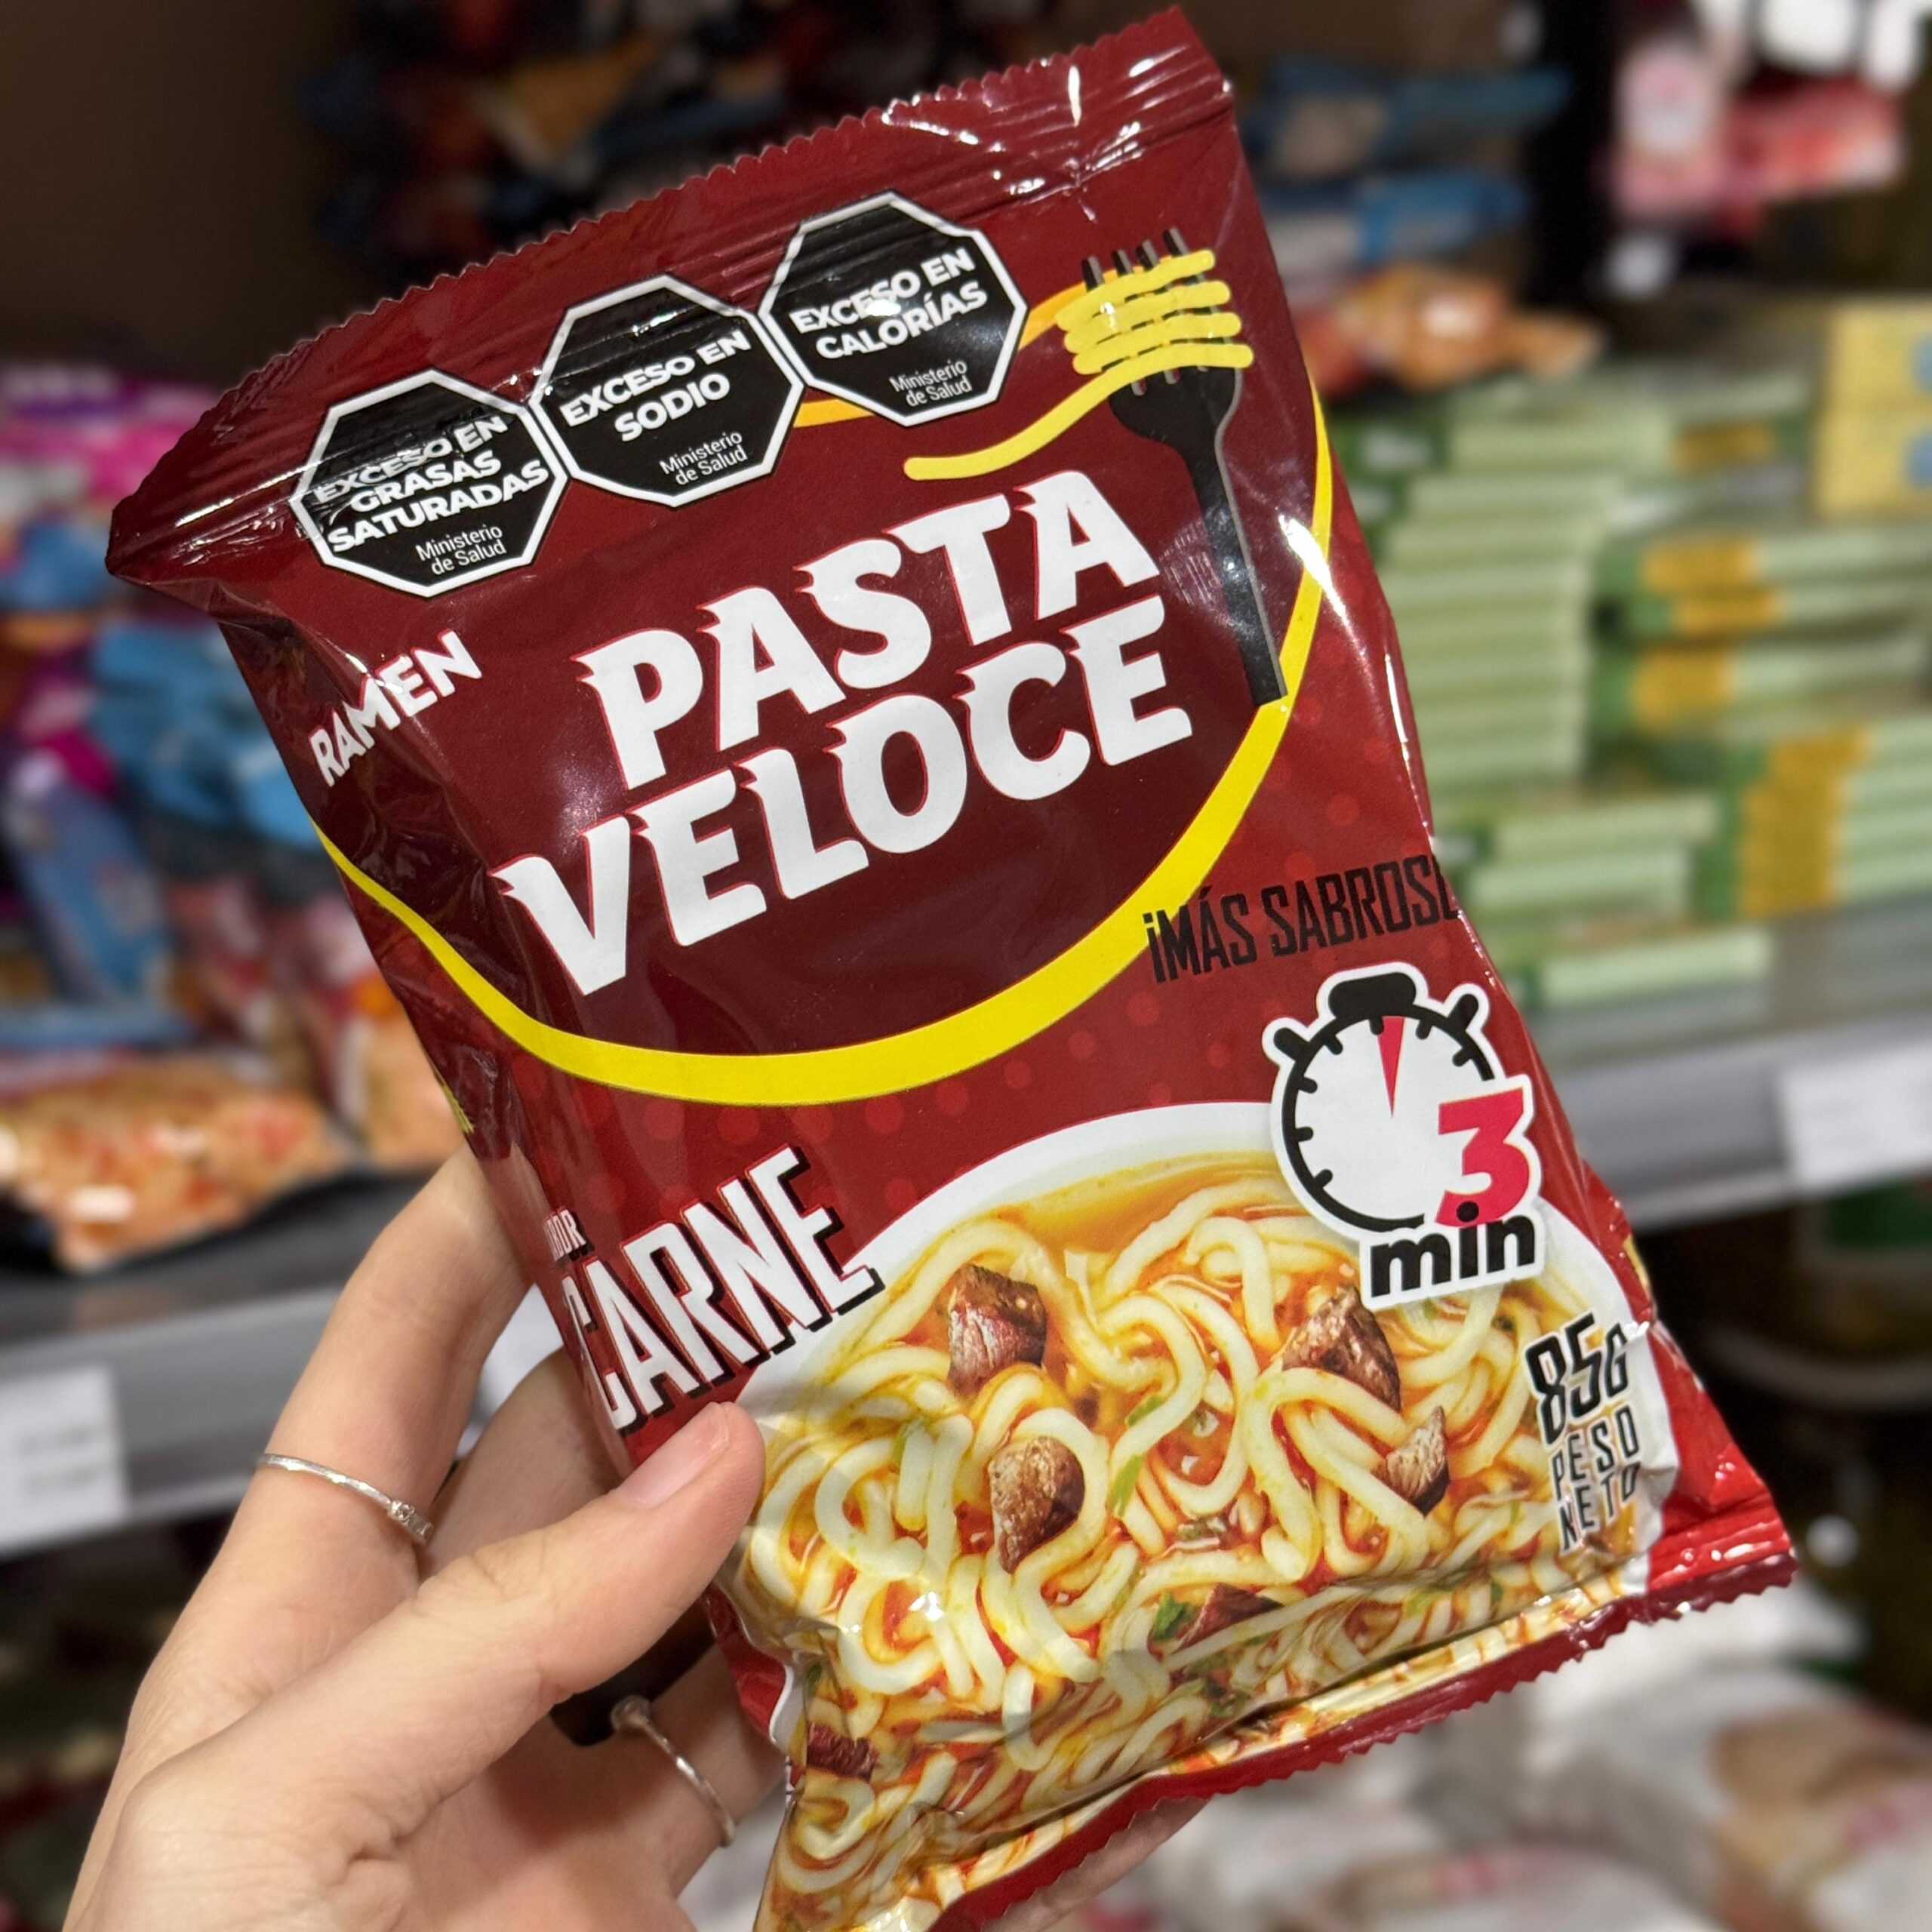 EXCESO EN
GRASAS
SATURADAS
Ministerio
de Salud
EXCESO EN
SODIO
Ministerio
de Salud
EXCESO EN
CALORÍAS
Ministerio
de Salud
RAMEN
PASTA
VELOCE
¡MÁS SABROSO
3
min
CARNE
85G
PESO
NETO